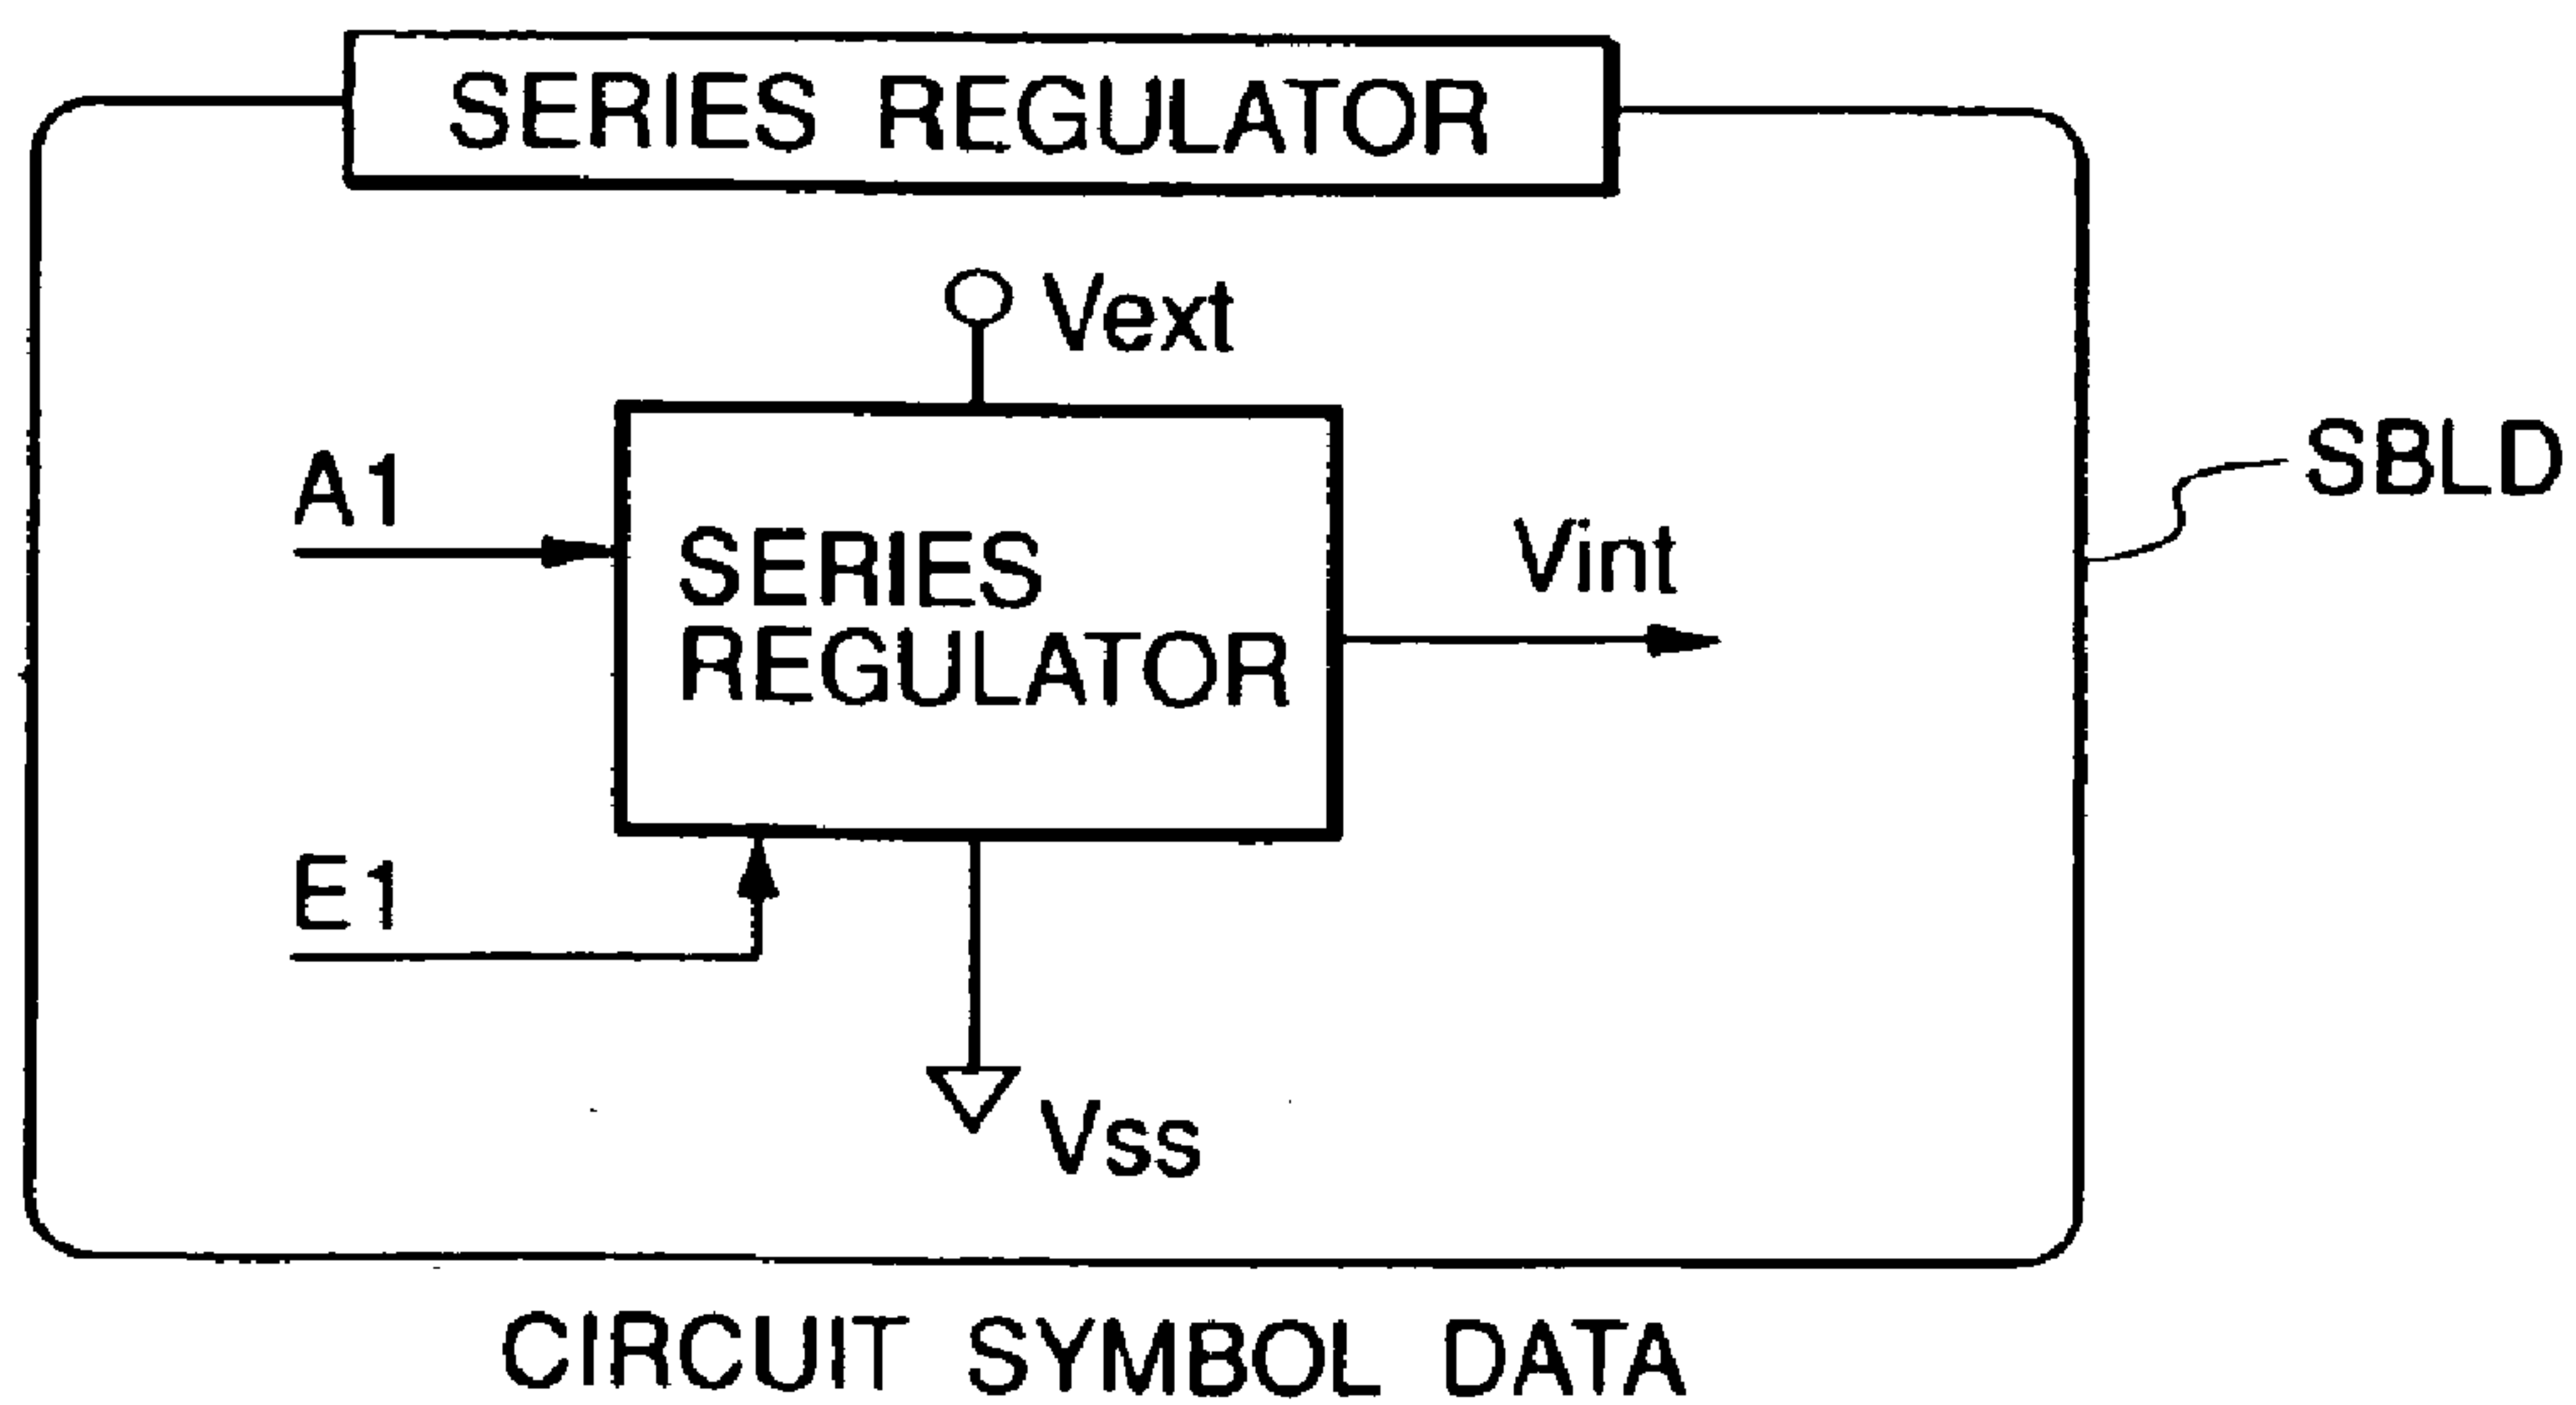 SERIES REGULATOR
Vext
A1
SBLD
SERIES
REGULATOR
Vint
E1
Vss
CIRCUIT SYMBOL DATA